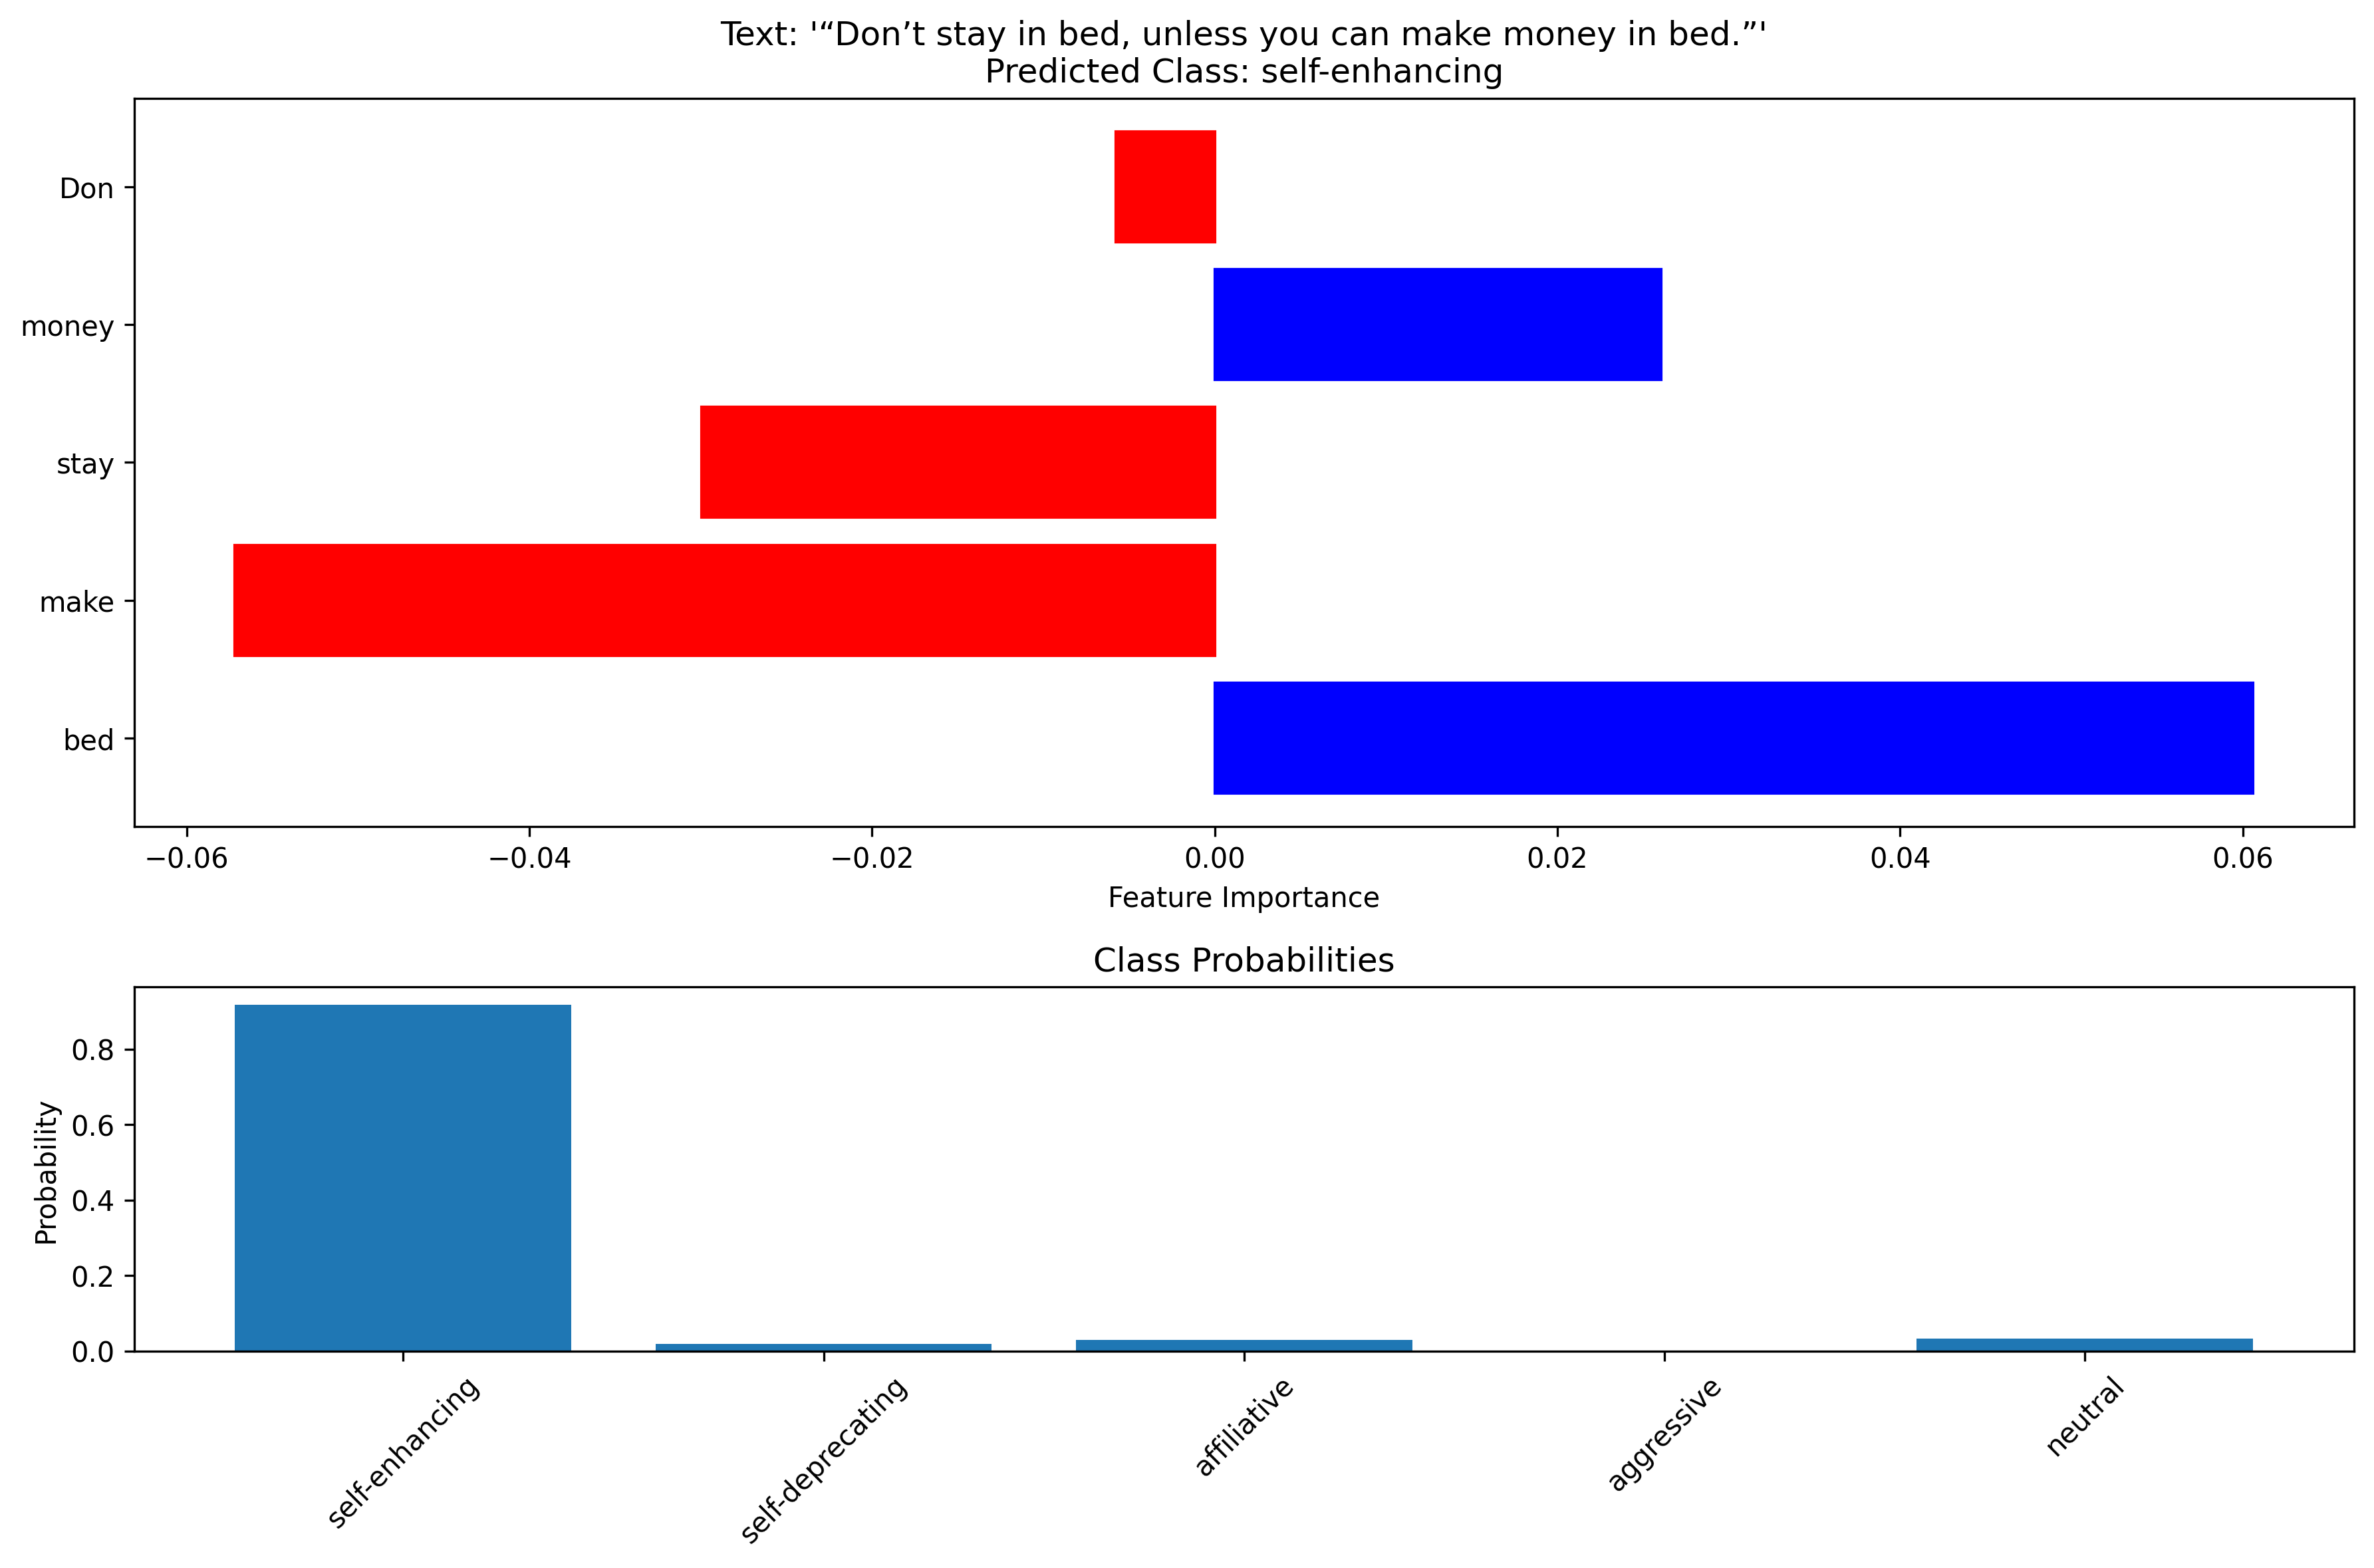 Text: '“Don’t stay in bed, unless you can make money in bed.”'
Predicted Class: self-enhancing
Don
money
stay
make
bed
−0.06 −0.04 −0.02 0.00 0.02 0.04 0.06
Feature Importance
Class Probabilities
Probability
0.8
0.6
0.4
0.2
0.0
self-enhancing self-deprecating affiliative aggressive neutral